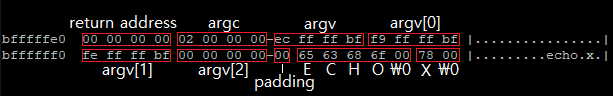 return address argc argv argv[0]
bfffffe0 00 00 00 00 02 00 00 00-ec ff ff bf f9 ff ff bf |................|
bffffff0 fe ff ff bf 00 00 00 00-00 65 63 68 6f 00 78 00 |.........echo.x.|
argv[1] argv[2] E C H O ₩0 X ₩0
padding